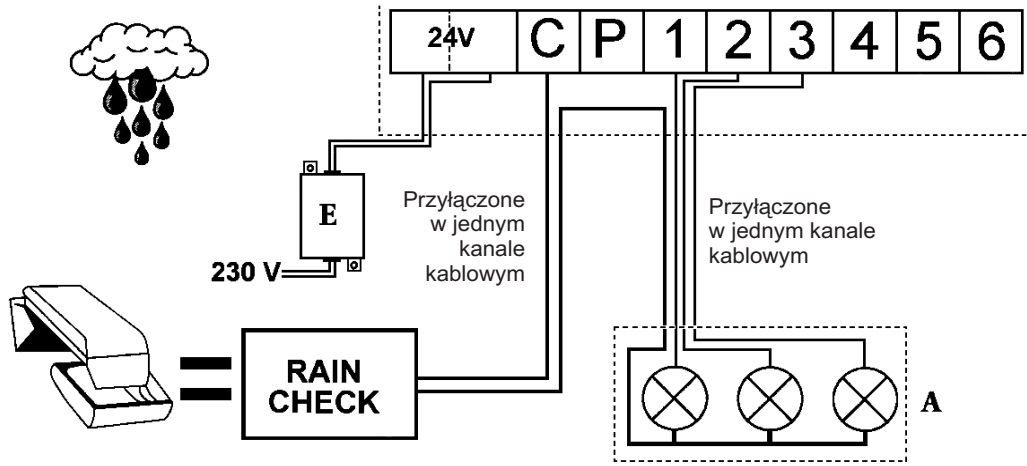 24V C P 1 2 3 4 5 6
E
230 V
Przyłączone
w jednym
kanale
kablowym
Przyłączone
w jednym kanale
kablowym
RAIN
CHECK
A